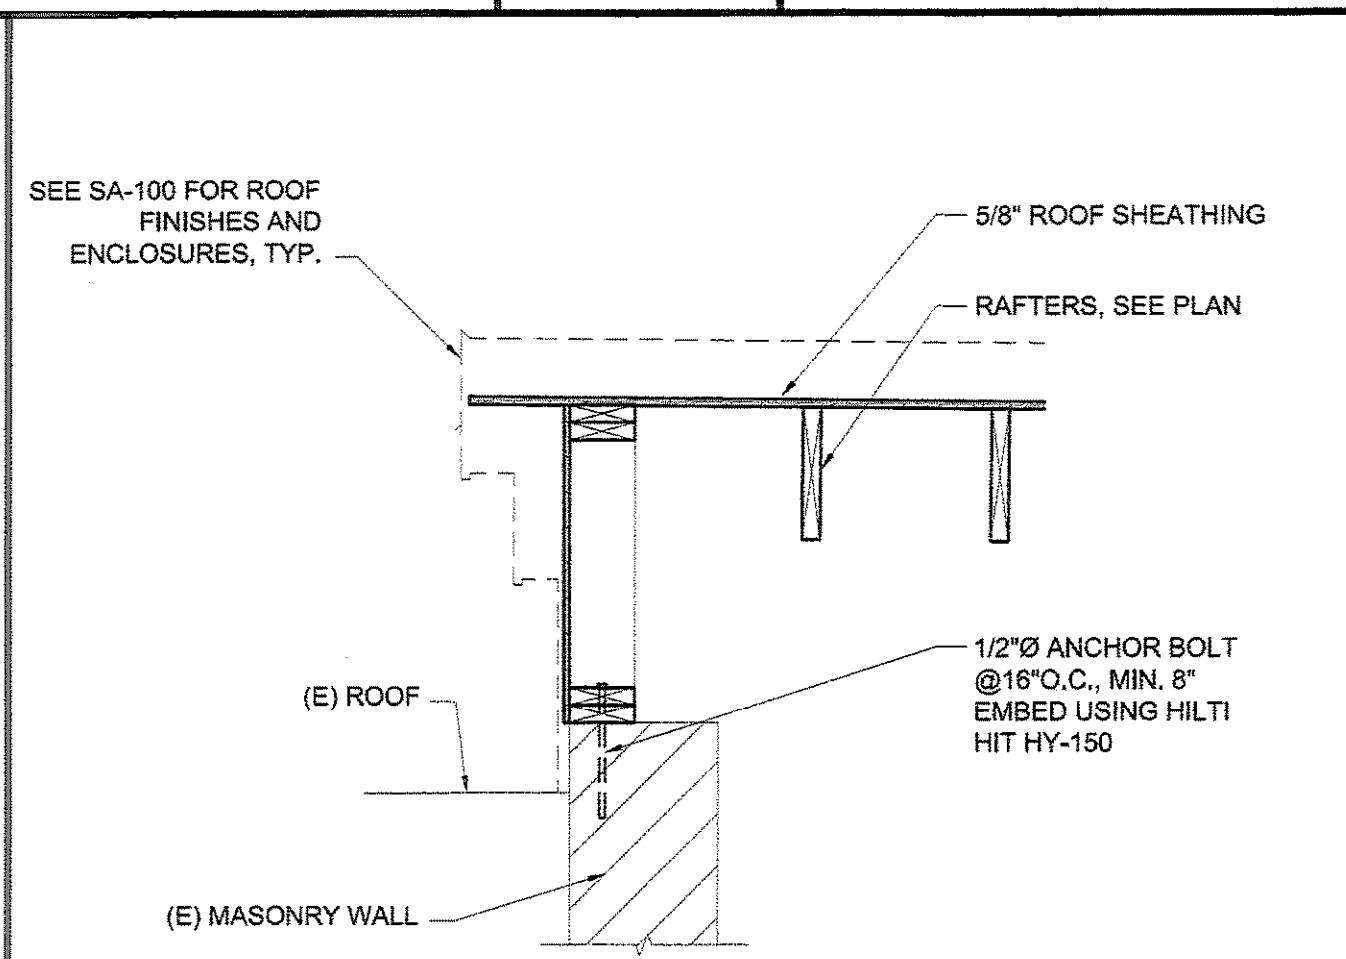 SEE SA-100 FOR ROOF
FINISHES AND
ENCLOSURES, TYP.
5/8" ROOF SHEATHING
RAFTERS, SEE PLAN
(E) ROOF
1/2"Ø ANCHOR BOLT
@16"O.C., MIN. 8"
EMBED USING HILTI
HIT HY-150
(E) MASONRY WALL